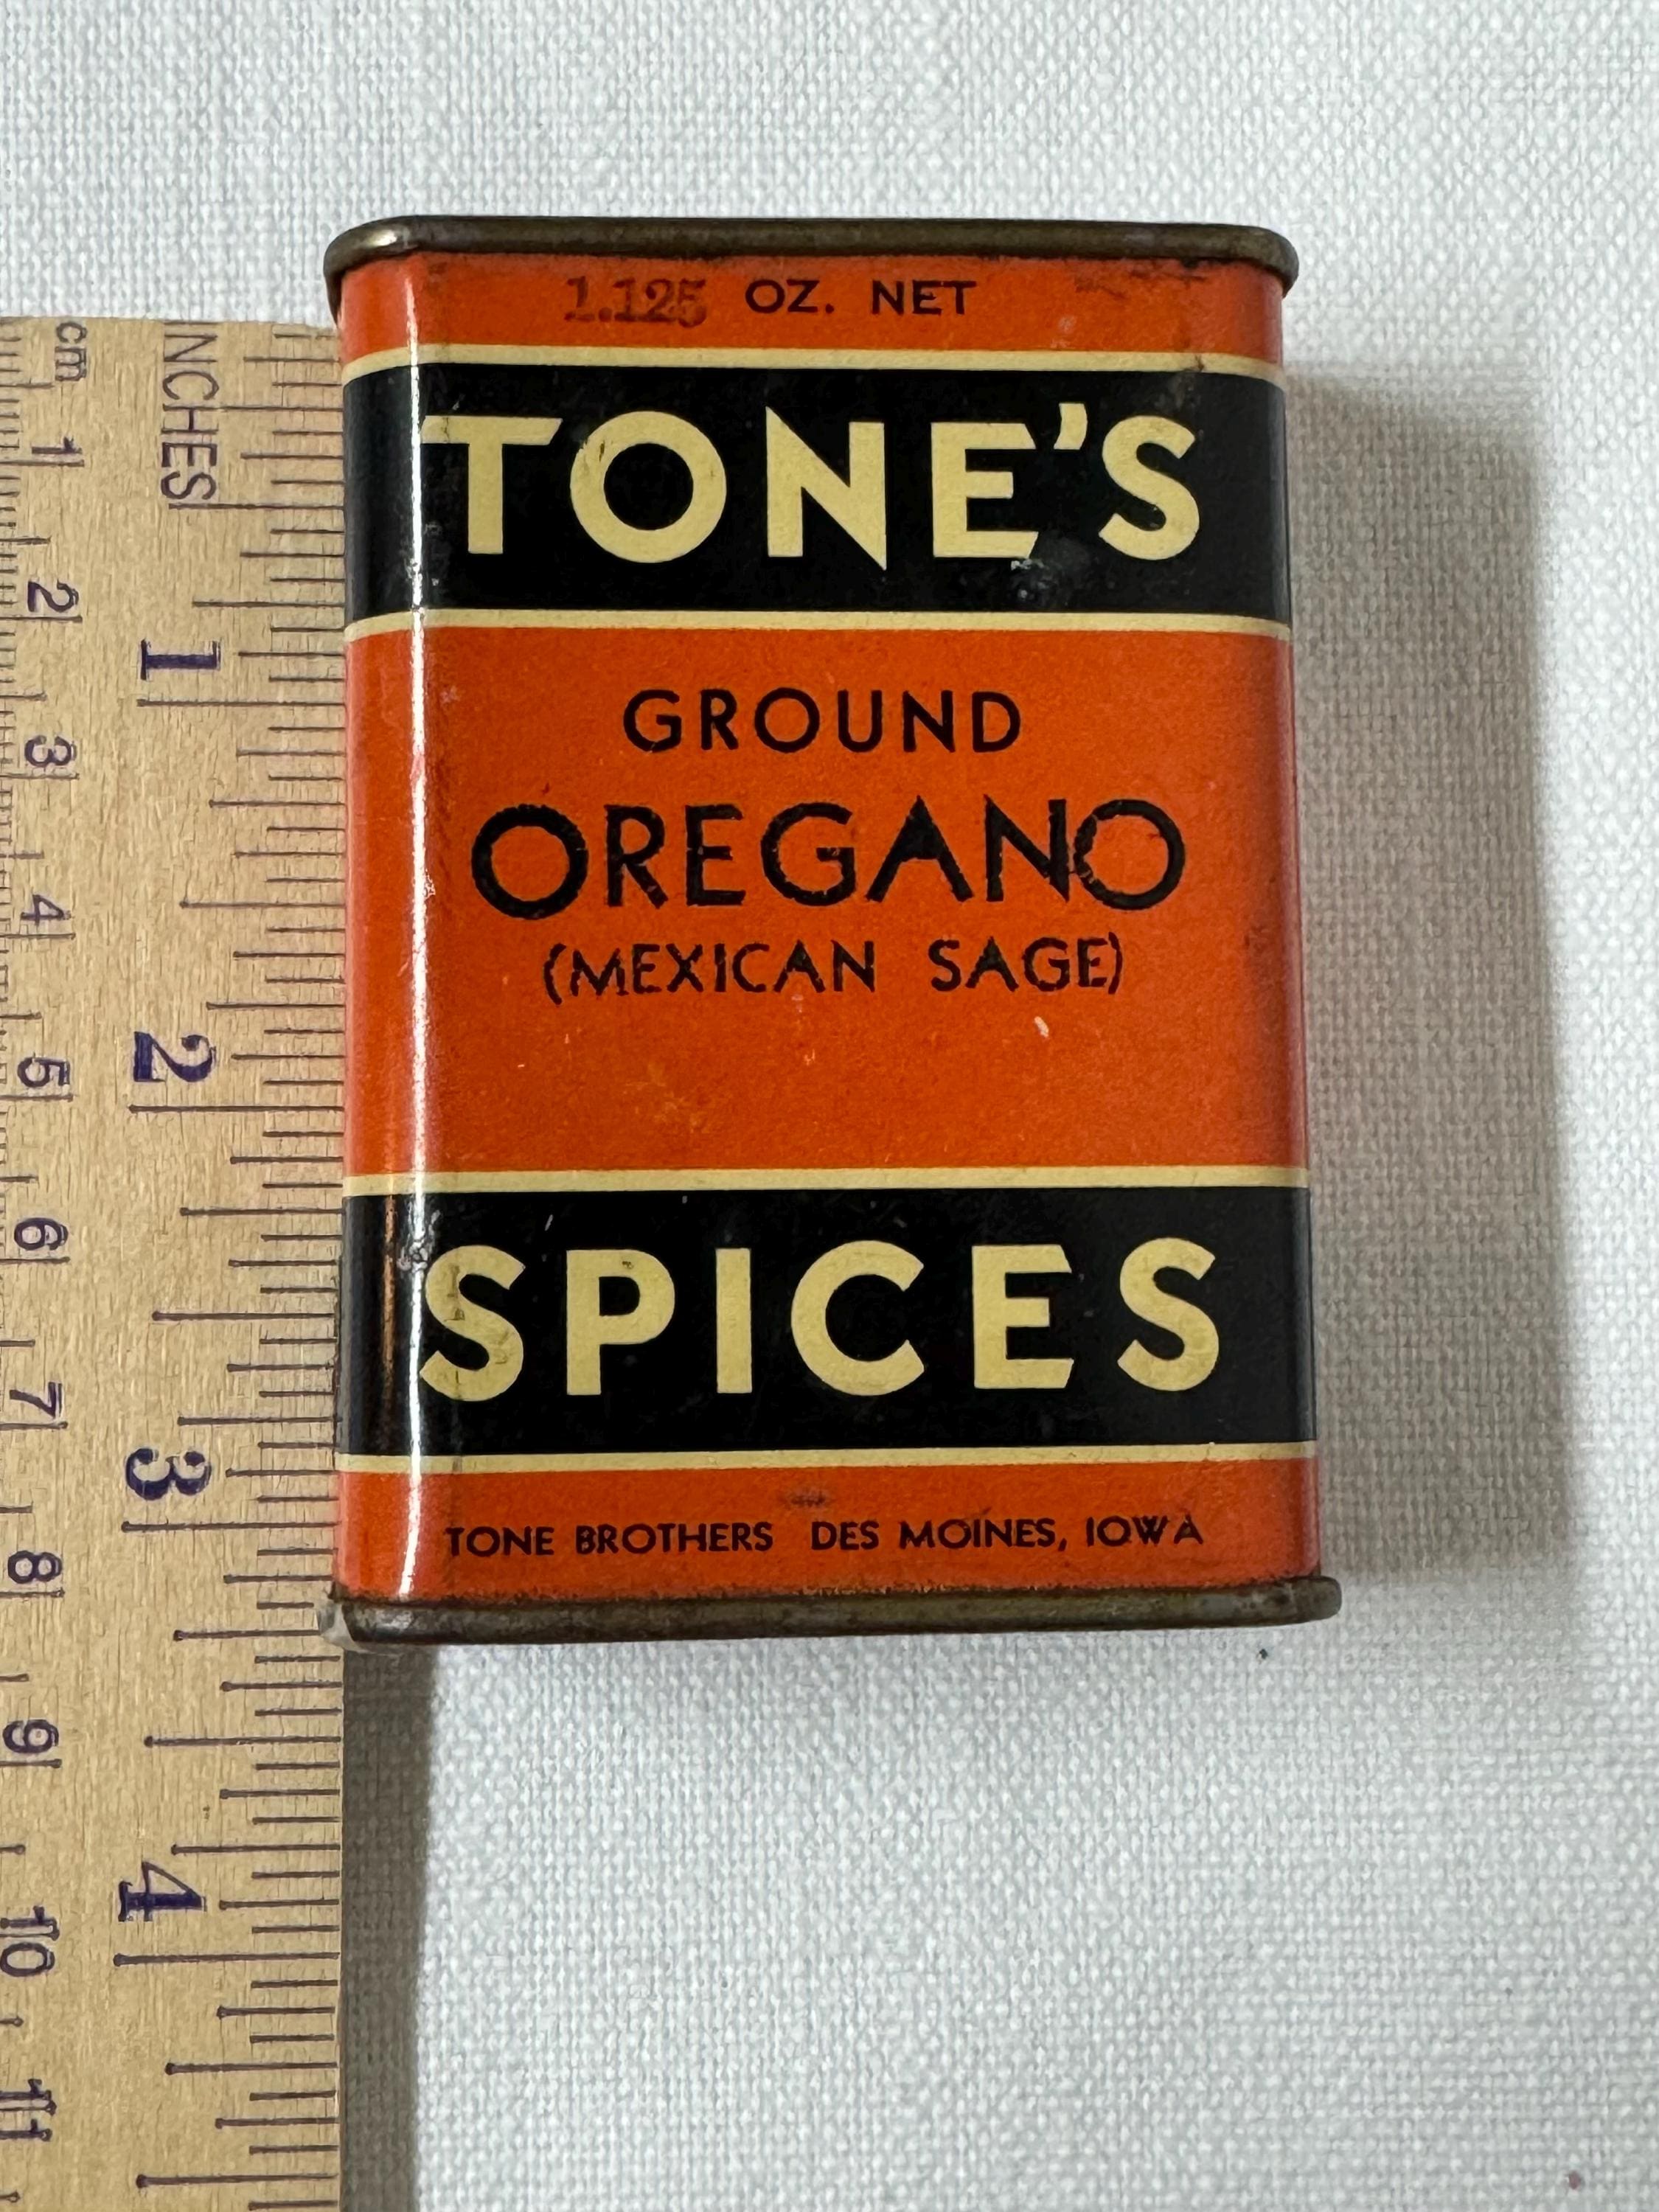 1.125 OZ. NET
TONE'S
GROUND
OREGANO
(MEXICAN SAGE)
SPICES
TONE BROTHERS DES MOINES, IOWA
INCHES
1
2
3
4
cm
1
2
3
4
5
6
7
8
9
10
11